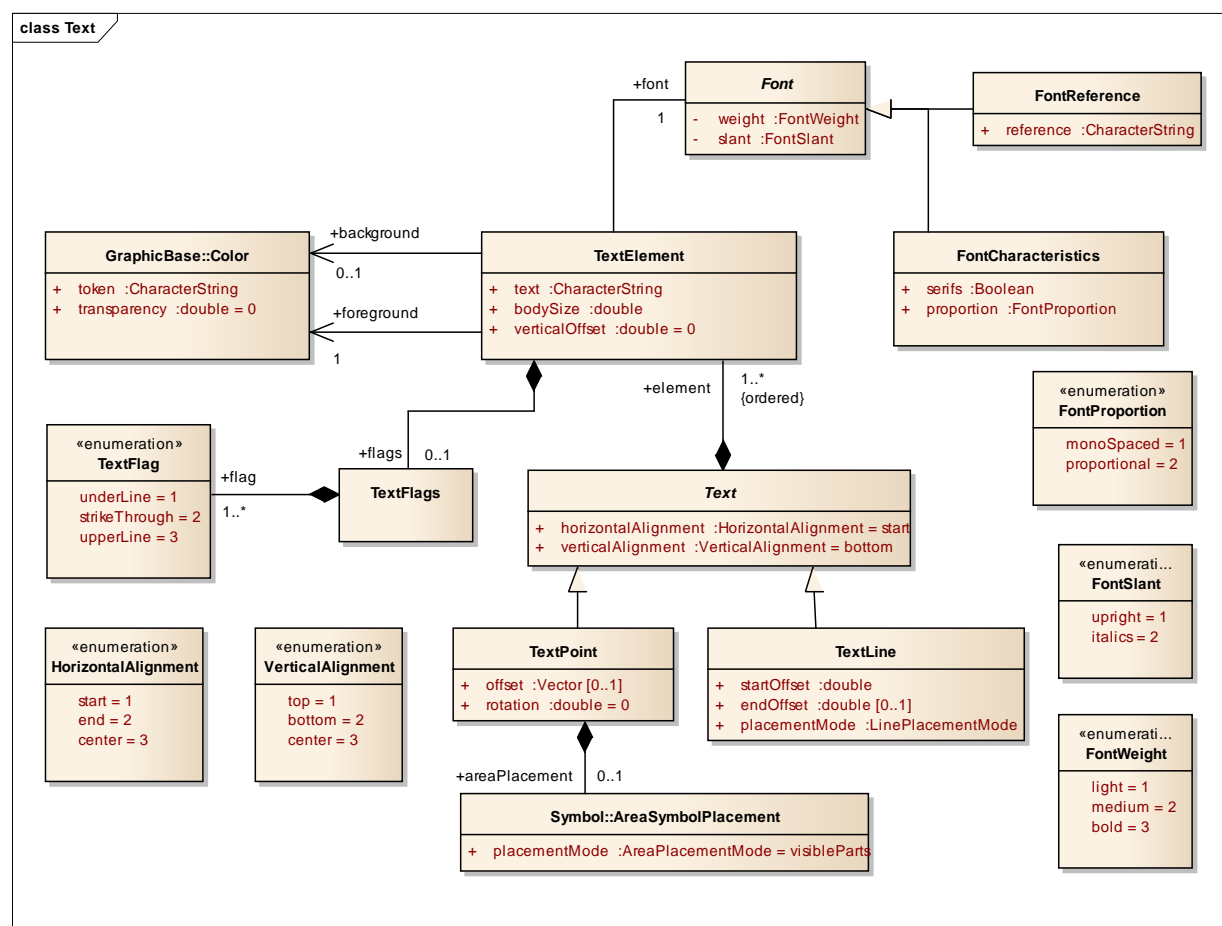 class Text
Font
- weight :FontWeight
- slant :FontSlant
+font
1
FontReference
+ reference :CharacterString
GraphicBase::Color
+ token :CharacterString
+ transparency :double = 0
+background
0..1
+foreground
1
TextElement
+ text :CharacterString
+ bodySize :double
+ verticalOffset :double = 0
FontCharacteristics
+ serifs :Boolean
+ proportion :FontProportion
+element
1..*
{ordered}
«enumeration»
FontProportion
monoSpaced = 1
proportional = 2
«enumeration»
TextFlag
underLine = 1
strikeThrough = 2
upperLine = 3
+flag
1..*
+flags
0..1
TextFlags
Text
+ horizontalAlignment :HorizontalAlignment = start
+ verticalAlignment :VerticalAlignment = bottom
«enumerati...
FontSlant
upright = 1
italics = 2
«enumeration»
HorizontalAlignment
start = 1
end = 2
center = 3
«enumeration»
VerticalAlignment
top = 1
bottom = 2
center = 3
TextPoint
+ offset :Vector [0..1]
+ rotation :double = 0
TextLine
+ startOffset :double
+ endOffset :double [0..1]
+ placementMode :LinePlacementMode
«enumerati...
FontWeight
light = 1
medium = 2
bold = 3
+areaPlacement
0..1
Symbol::AreaSymbolPlacement
+ placementMode :AreaPlacementMode = visibleParts